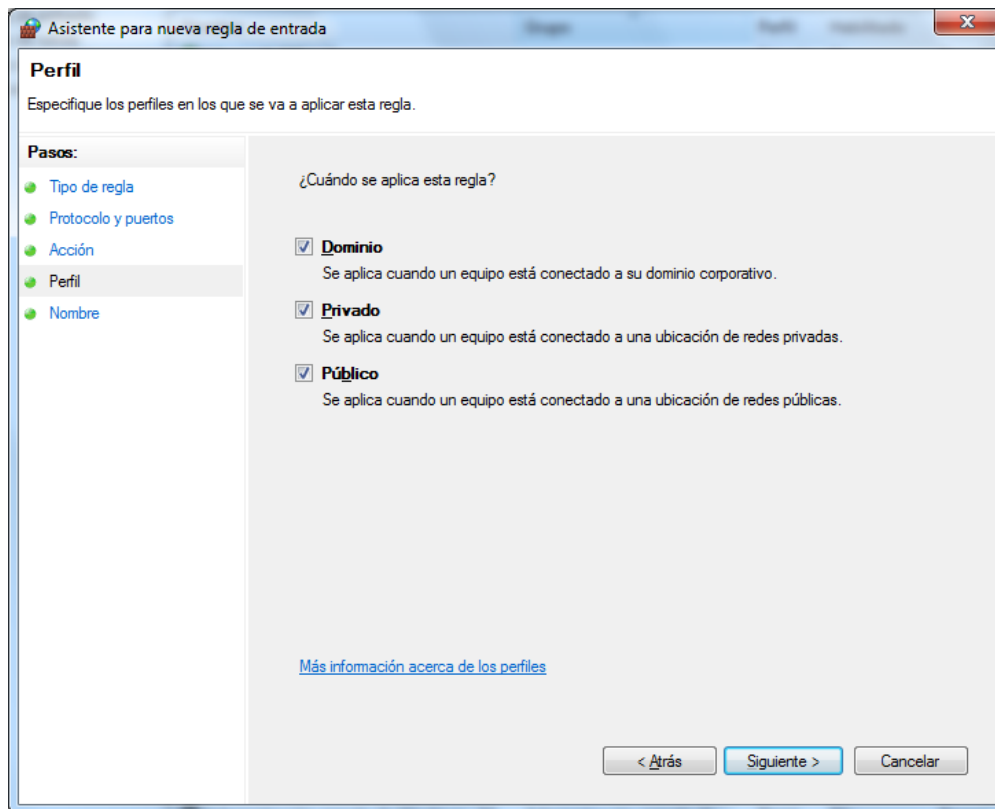 Asistente para nueva regla de entrada
Perfil
Especifique los perfiles en los que se va a aplicar esta regla.
Pasos:
Tipo de regla
Protocolo y puertos
Acción
Perfil
Nombre
¿Cuándo se aplica esta regla?
Dominio
Se aplica cuando un equipo está conectado a su dominio corporativo.
Privado
Se aplica cuando un equipo está conectado a una ubicación de redes privadas.
Público
Se aplica cuando un equipo está conectado a una ubicación de redes públicas.
Más información acerca de los perfiles
< Atrás Siguiente > Cancelar